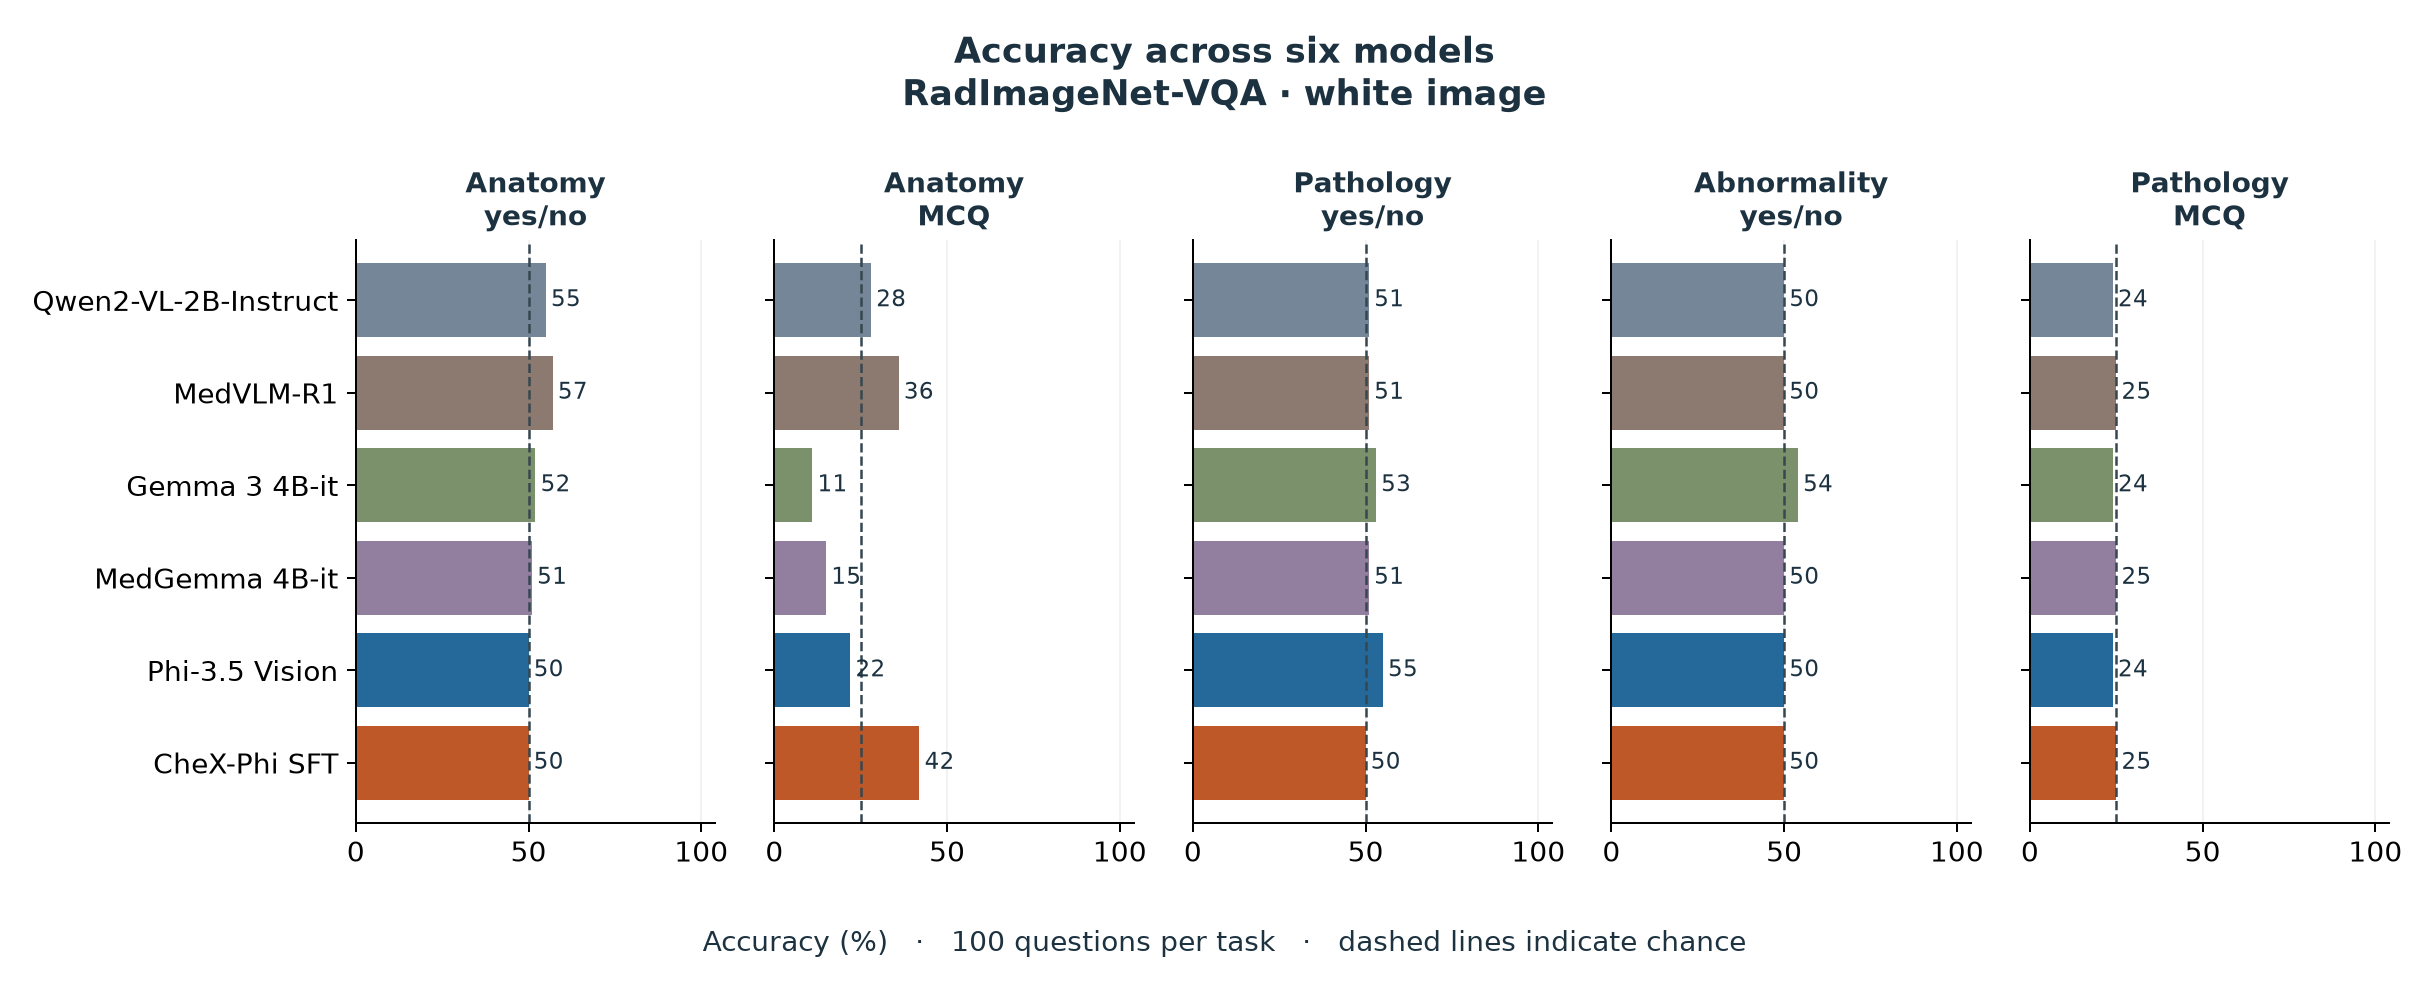 Accuracy across six models
RadImageNet-VQA · white image
Anatomy
yes/no
Anatomy
MCQ
Pathology
yes/no
Abnormality
yes/no
Pathology
MCQ
Qwen2-VL-2B-Instruct 55 28 51 50 24
MedVLM-R1 57 36 51 50 25
Gemma 3 4B-it 52 11 53 54 24
MedGemma 4B-it 51 15 51 50 25
Phi-3.5 Vision 50 22 55 50 24
CheX-Phi SFT 50 42 50 50 25
0 50 100 0 50 100 0 50 100 0 50 100 0 50 100
Accuracy (%) · 100 questions per task · dashed lines indicate chance